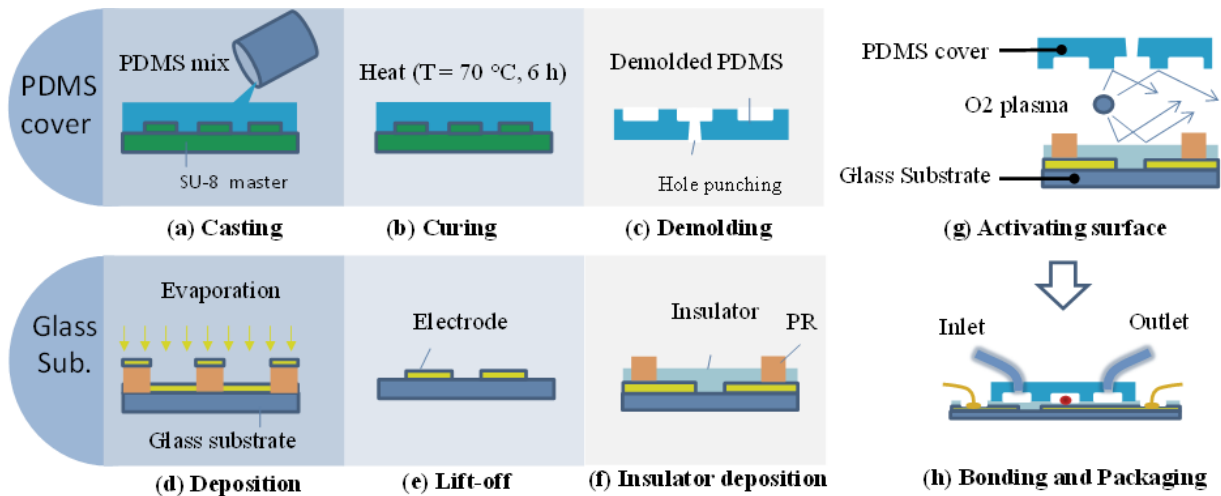 PDMS
cover
PDMS mix
SU-8 master
(a) Casting
Heat (T = 70 °C, 6 h)
(b) Curing
Demolded PDMS
Hole punching
(c) Demolding
Glass
Sub.
Evaporation
Glass substrate
(d) Deposition
Electrode
(e) Lift-off
Insulator
PR
(f) Insulator deposition
PDMS cover
O2 plasma
Glass Substrate
(g) Activating surface
Inlet
Outlet
(h) Bonding and Packaging